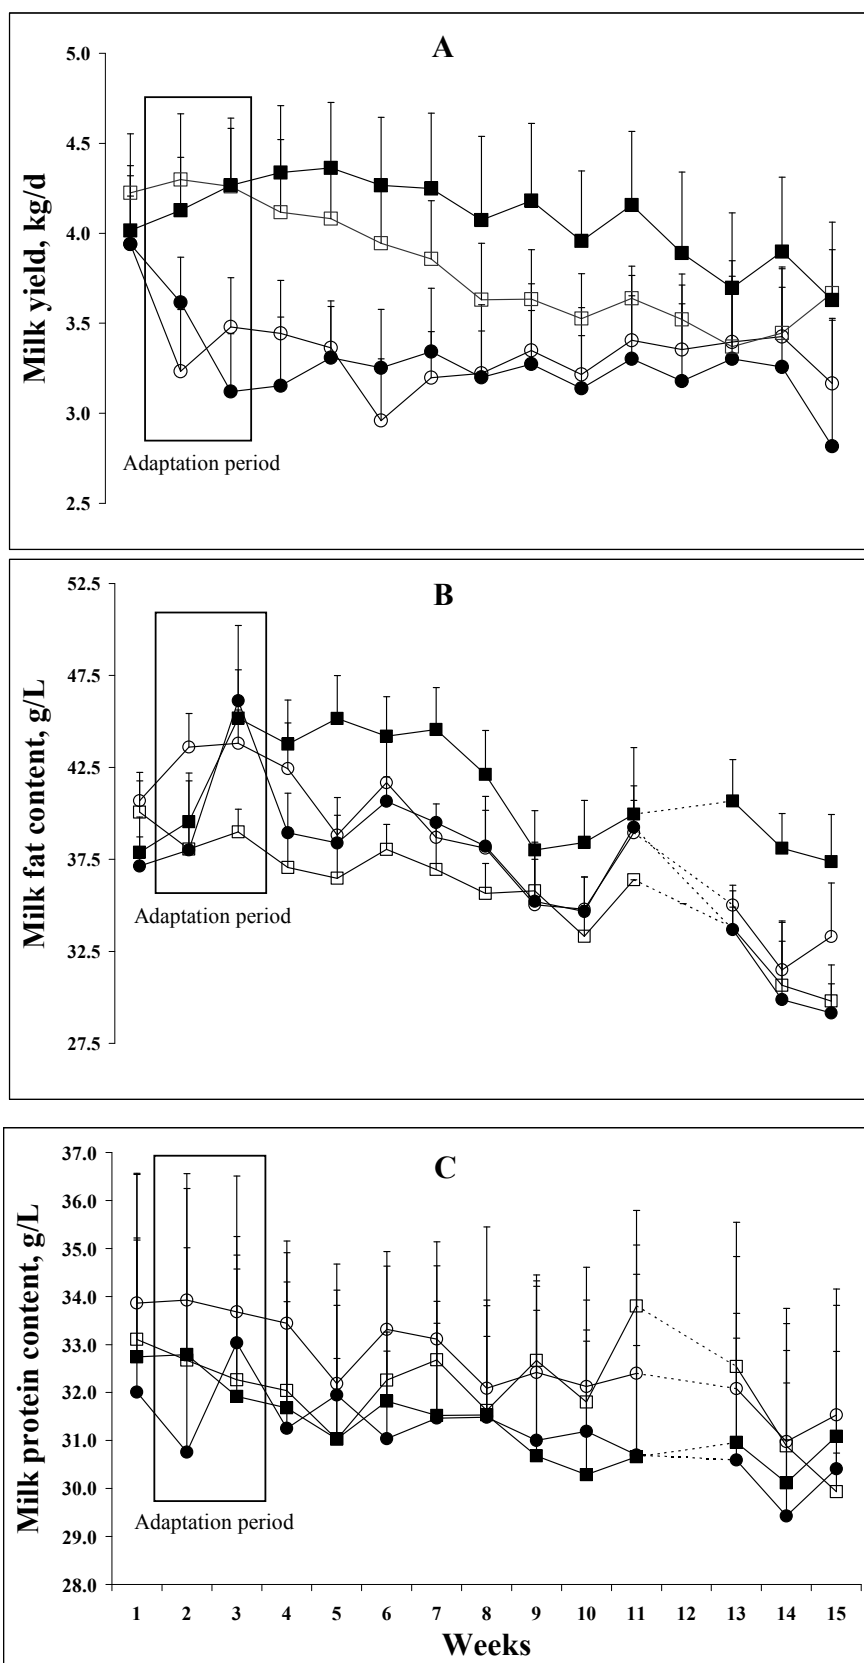 A
Milk yield, kg/d
5.0
4.5
4.0
3.5
3.0
2.5
Adaptation period
B
Milk fat content, g/L
52.5
47.5
42.5
37.5
32.5
27.5
Adaptation period
C
Milk protein content, g/L
37.0
36.0
35.0
34.0
33.0
32.0
31.0
30.0
29.0
28.0
Adaptation period
1 2 3 4 5 6 7 8 9 10 11 12 13 14 15
Weeks